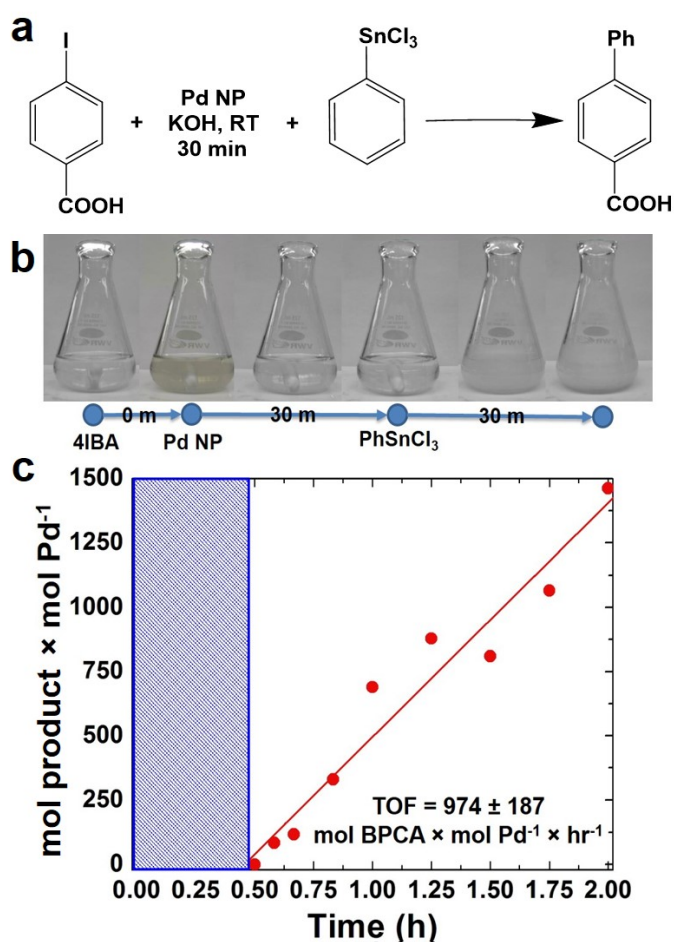 a
I
SnCl3
Ph
Pd NP
+ KOH, RT +
30 min
COOH
COOH
b
0 m 30 m 30 m
4IBA Pd NP PhSnCl3
c
1500
1250
1000
750
500
250
0
mol product × mol Pd-1
TOF = 974 ± 187
mol BPCA × mol Pd-1 × hr-1
0.00 0.25 0.50 0.75 1.00 1.25 1.50 1.75 2.00
Time (h)